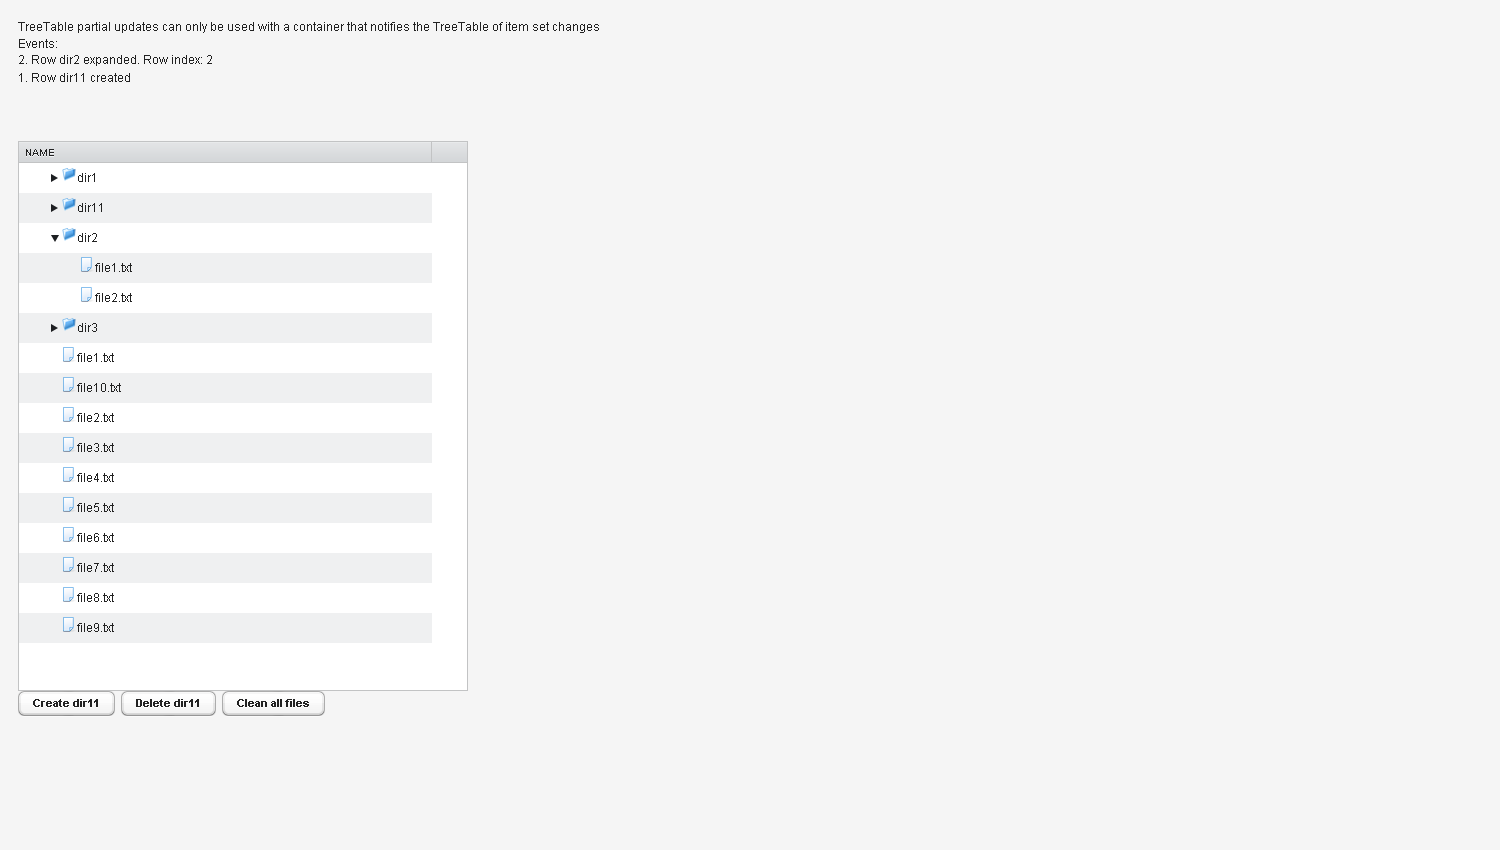 TreeTable partial updates can only be used with a container that notifies the TreeTable of item set changes
Events:
2. Row dir2 expanded. Row index: 2
1. Row dir11 created
NAME
dir1
dir11
dir2
file1.txt
file2.txt
dir3
file1.txt
file10.txt
file2.txt
file3.txt
file4.txt
file5.txt
file6.txt
file7.txt
file8.txt
file9.txt
Create dir11 Delete dir11 Clean all files